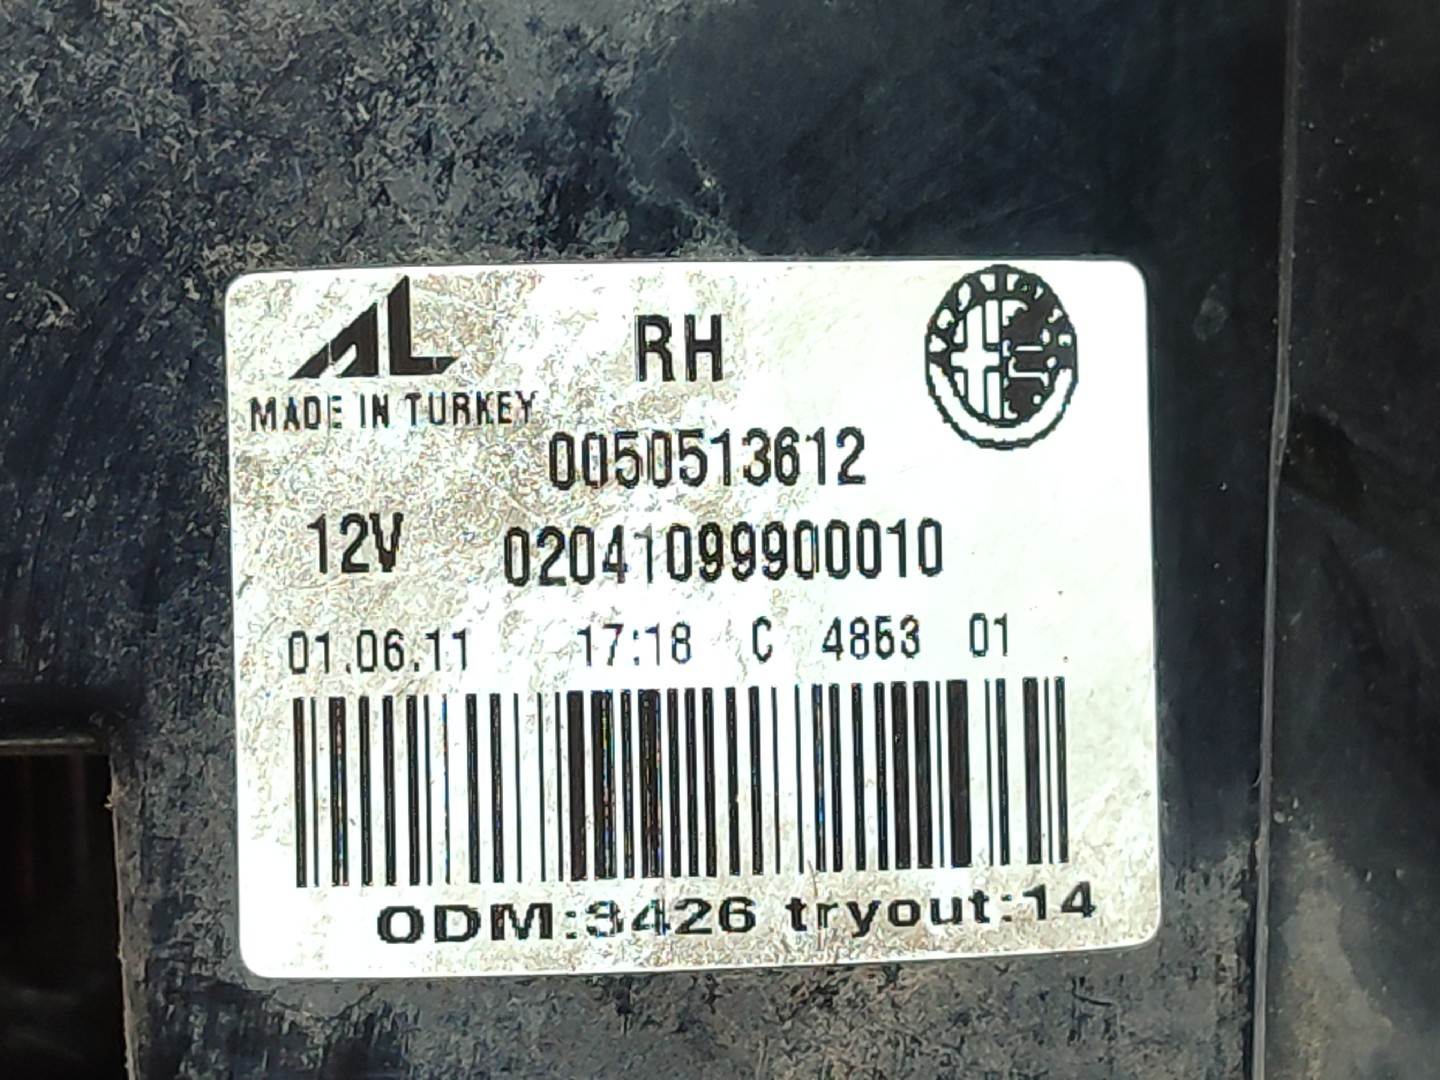 AL
RH
MADE IN TURKEY
0050513612
12V 02041099900010
01.06.11 17:18 C 4853 01
ODM:3426 tryout:14